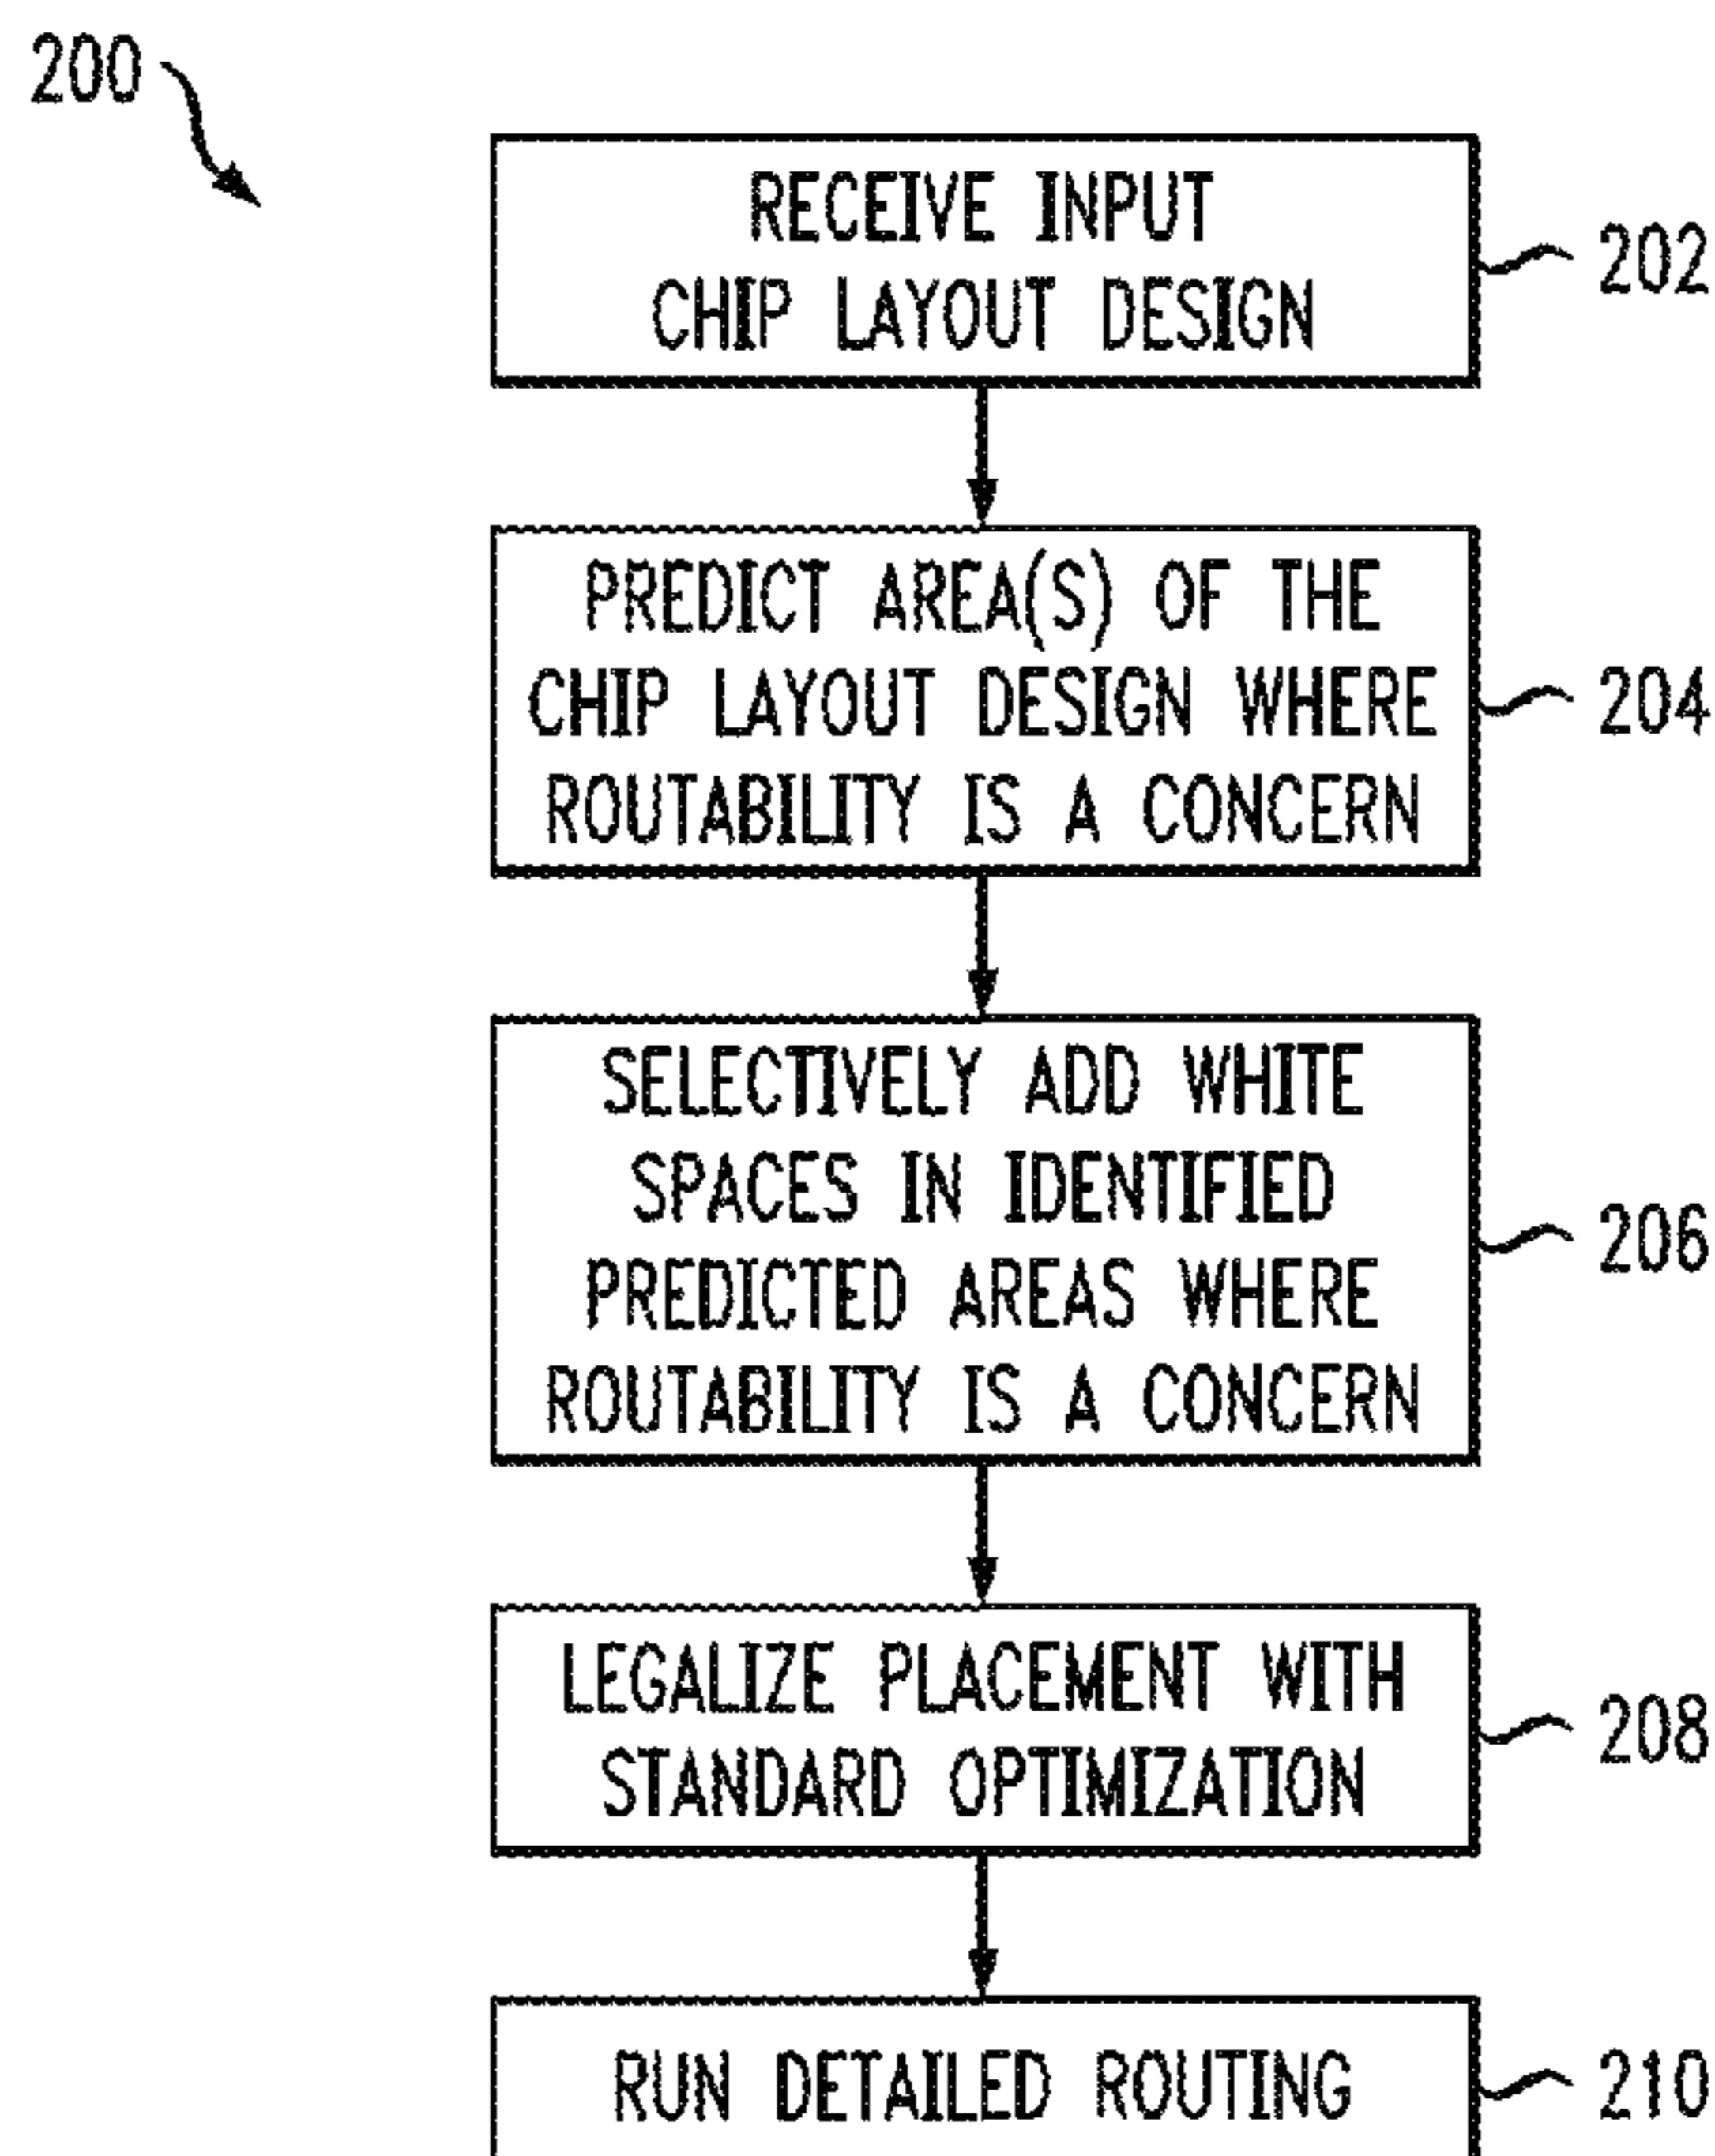 200
RECEIVE INPUT
CHIP LAYOUT DESIGN
202
PREDICT AREA(S) OF THE
CHIP LAYOUT DESIGN WHERE
ROUTABILITY IS A CONCERN
204
SELECTIVELY ADD WHITE
SPACES IN IDENTIFIED
PREDICTED AREAS WHERE
ROUTABILITY IS A CONCERN
206
LEGALIZE PLACEMENT WITH
STANDARD OPTIMIZATION
208
RUN DETAILED ROUTING
210